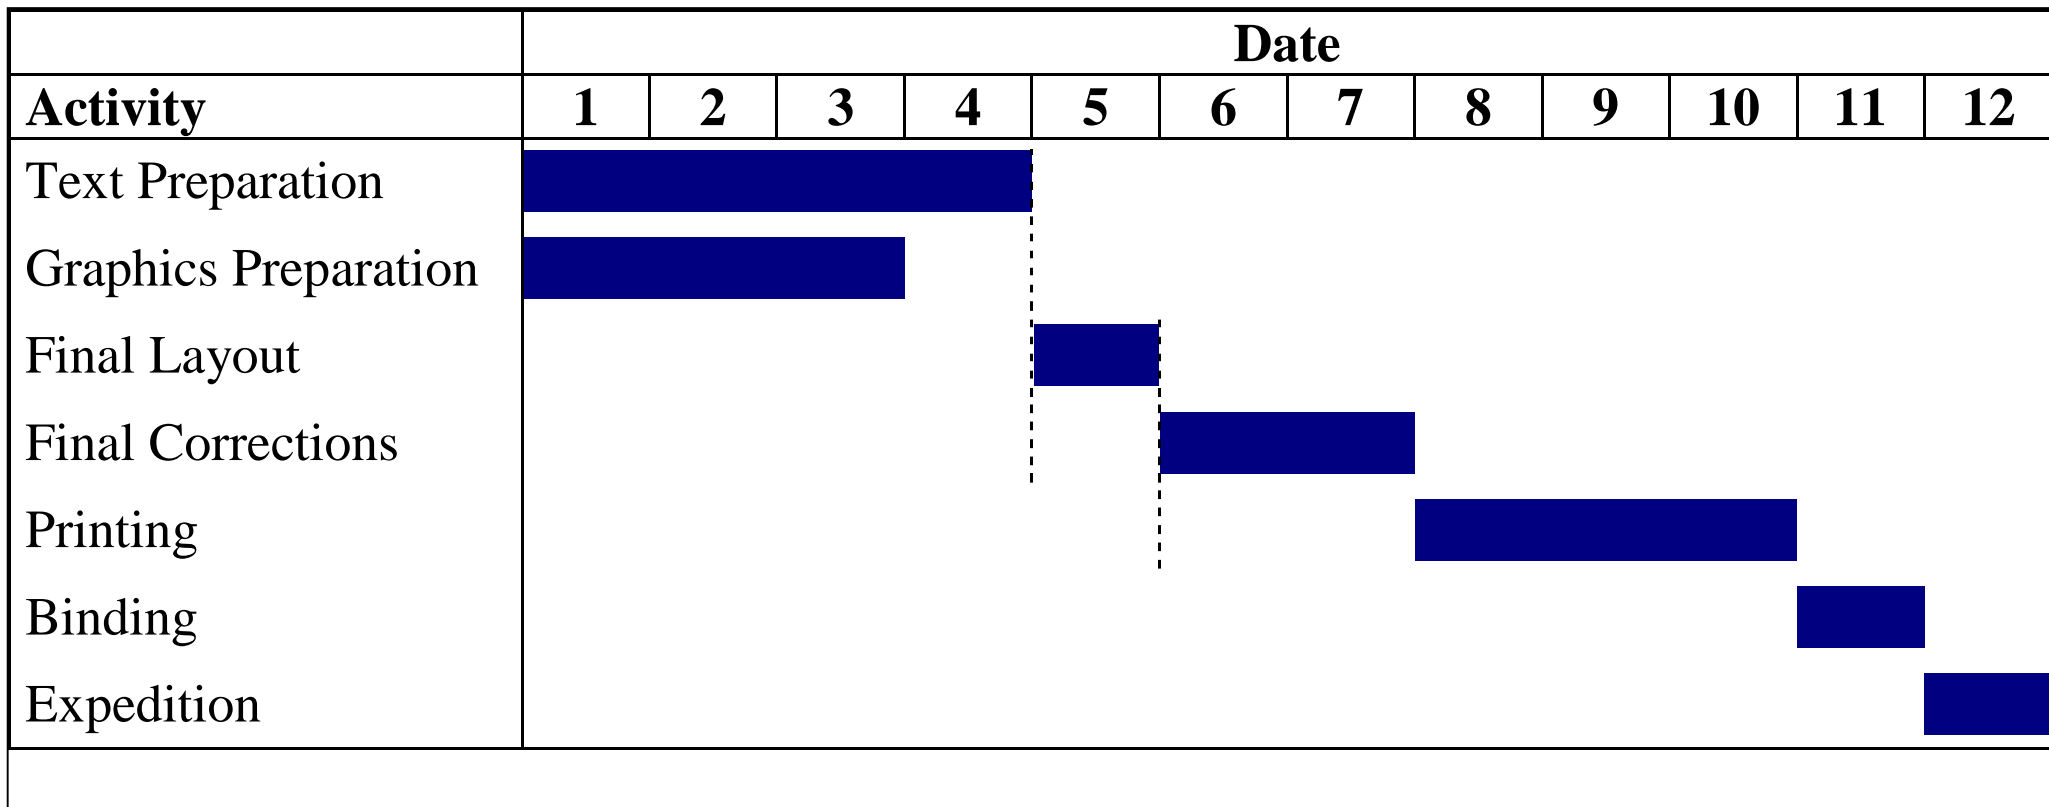 Date
Activity 1 2 3 4 5 6 7 8 9 10 11 12
Text Preparation
Graphics Preparation
Final Layout
Final Corrections
Printing
Binding
Expedition